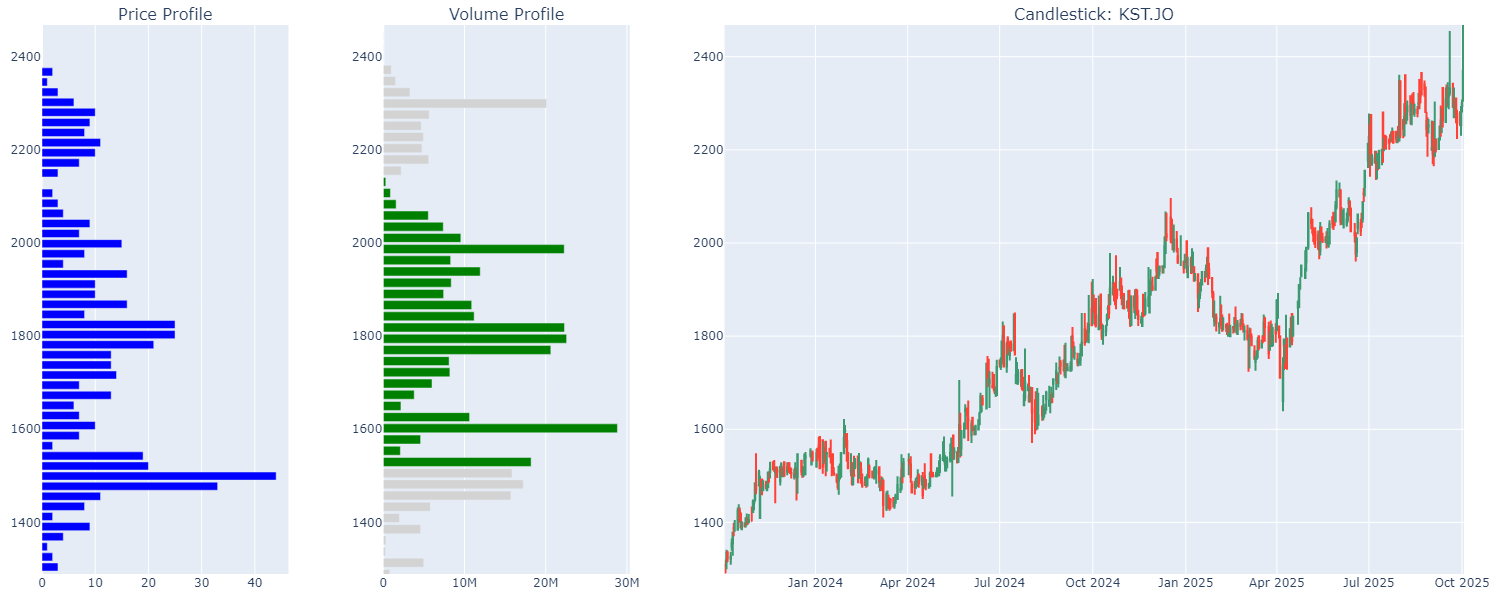 Price Profile
Volume Profile
Candlestick: KST.JO
2400
2200
2000
1800
1600
1400
0
10
20
30
40
2400
2200
2000
1800
1600
1400
0
10M
20M
30M
2400
2200
2000
1800
1600
1400
Jan 2024
Apr 2024
Jul 2024
Oct 2024
Jan 2025
Apr 2025
Jul 2025
Oct 2025